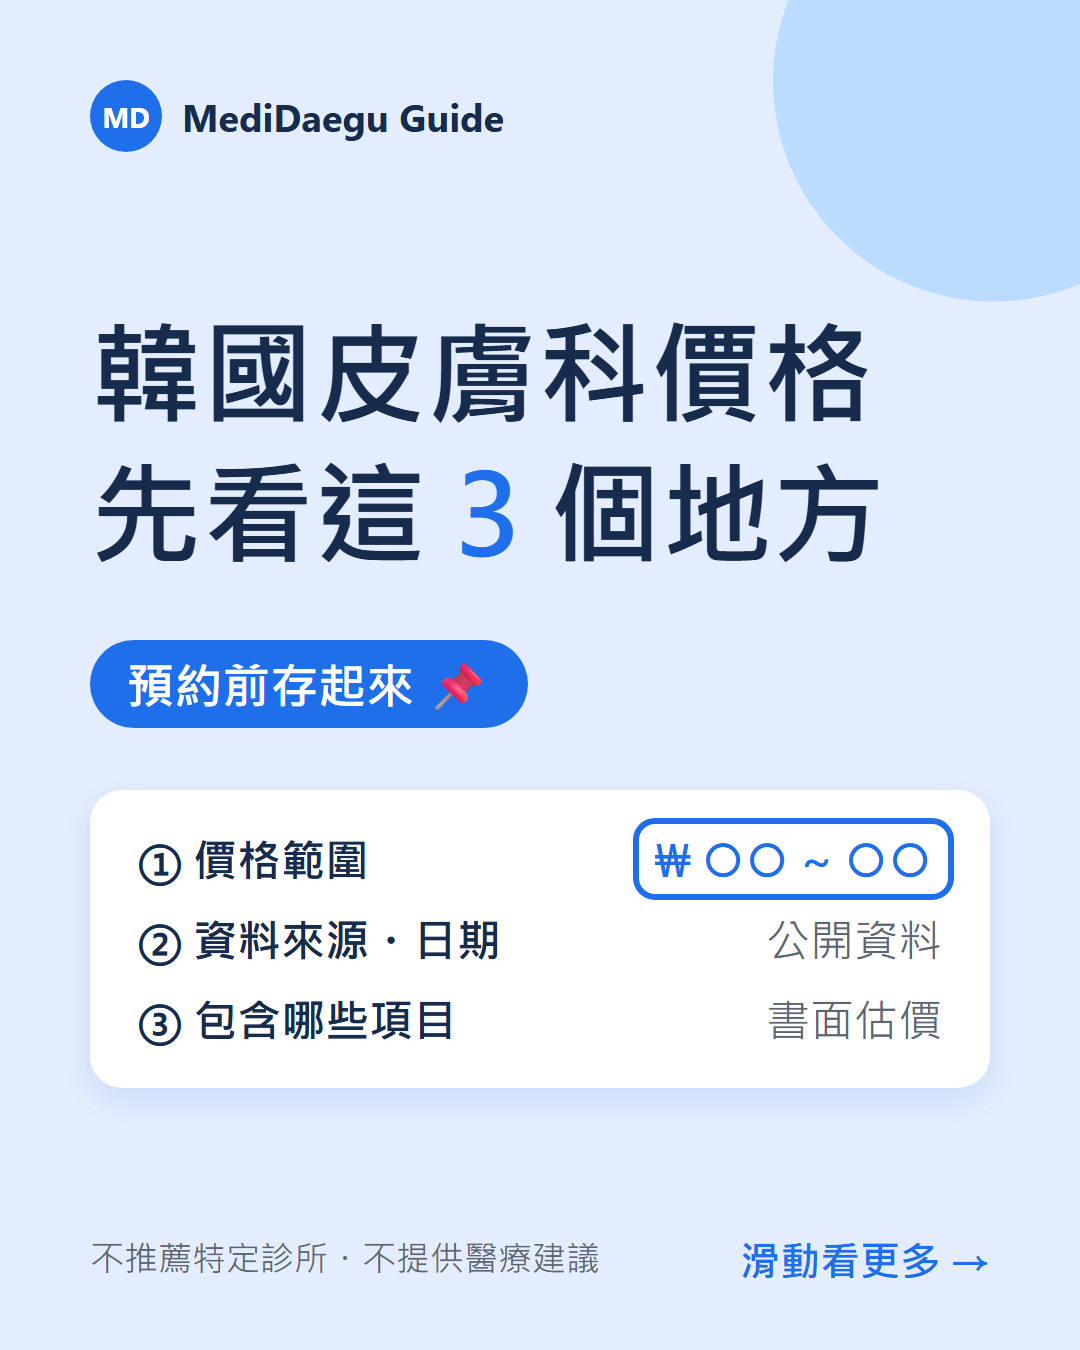 MD MediDaegu Guide
韓國皮膚科價格
先看這 3 個地方
預約前存起來 📌
① 價格範圍 ₩ 〇〇 ~ 〇〇
② 資料來源・日期 公開資料
③ 包含哪些項目 書面估價
不推薦特定診所・不提供醫療建議 滑動看更多 →